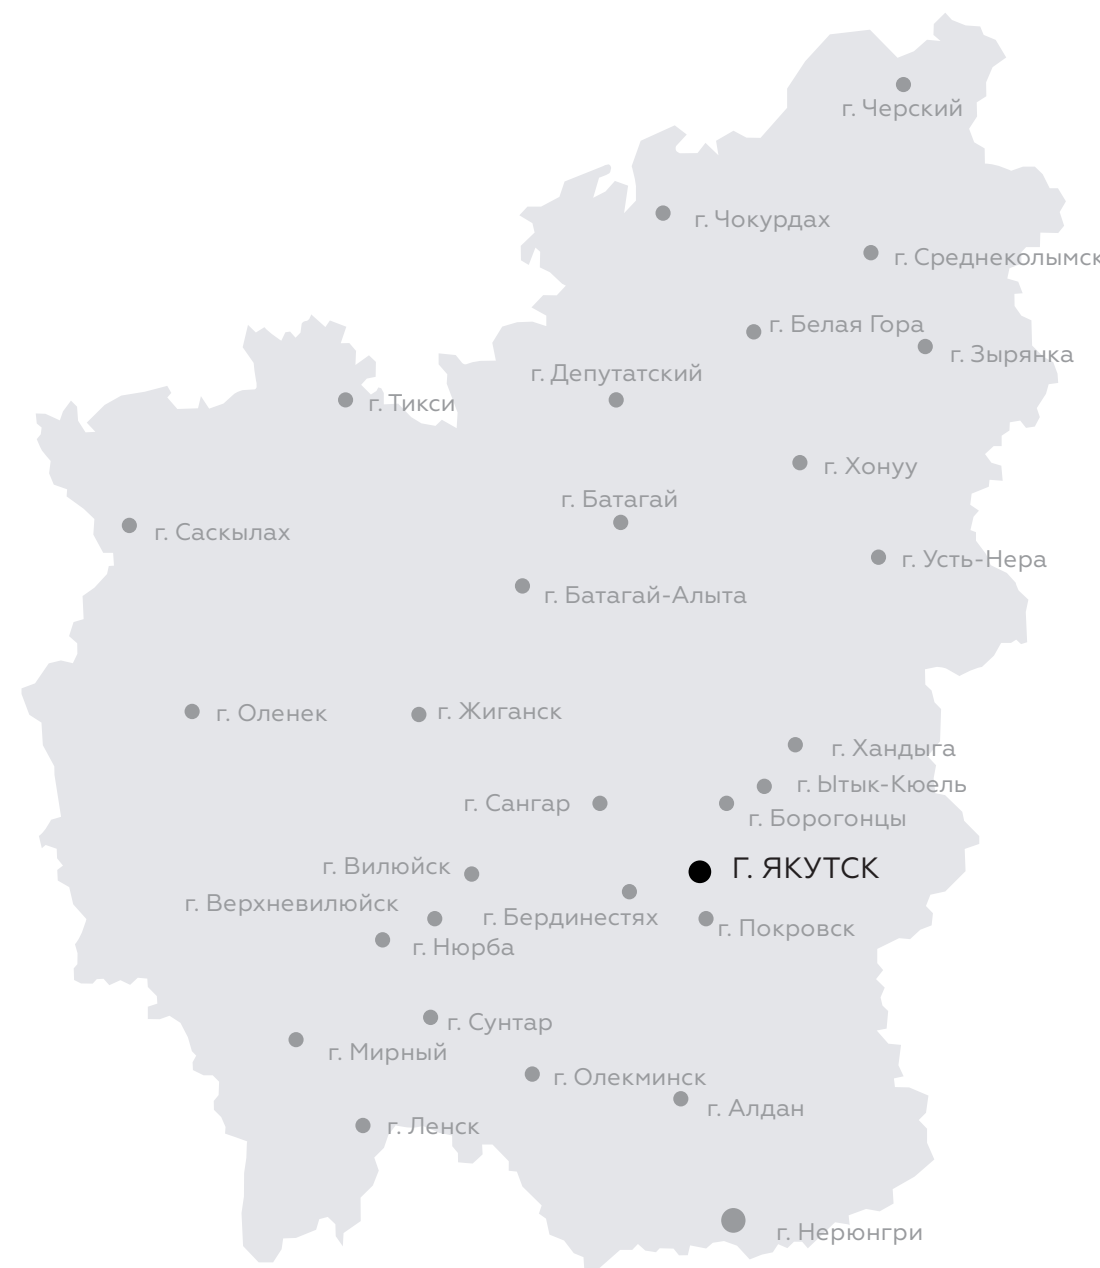 г. Черский
г. Чокурдах
г. Среднеколымск
г. Белая Гора
г. Зырянка
г. Депутатский
г. Тикси
г. Хонуу
г. Батагай
г. Саскылах
г. Усть-Нера
г. Батагай-Алыта
г. Оленек
г. Жиганск
г. Хандыга
г. Ытык-Кюель
г. Сангар
г. Борогонцы
г. Вилюйск
Г. ЯКУТСК
г. Верхневилюйск
г. Бердинестях
г. Покровск
г. Нюрба
г. Сунтар
г. Мирный
г. Олекминск
г. Алдан
г. Ленск
г. Нерюнгри